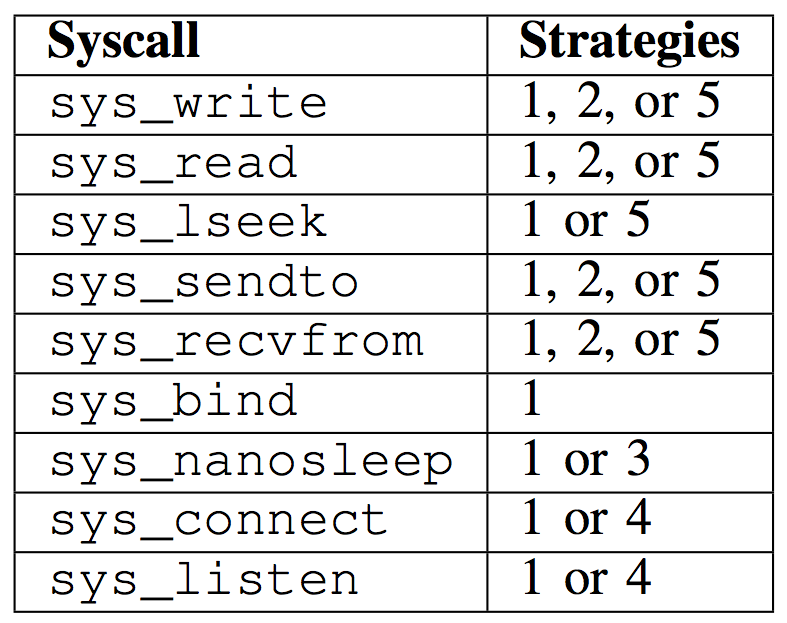 Syscall Strategies
sys_write 1, 2, or 5
sys_read 1, 2, or 5
sys_lseek 1 or 5
sys_sendto 1, 2, or 5
sys_recvfrom 1, 2, or 5
sys_bind 1
sys_nanosleep 1 or 3
sys_connect 1 or 4
sys_listen 1 or 4